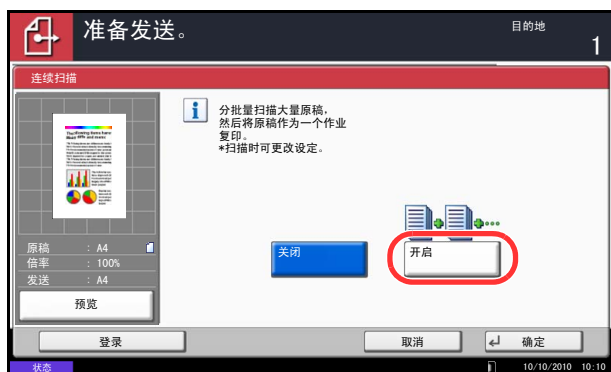 准备发送。
目的地
1
连续扫描
分批量扫描大量原稿，
然后将原稿作为一个作业
复印。
*扫描时可更改设定。
原稿 : A4
倍率 : 100%
发送 : A4
预览
关闭
开启
登录
取消
确定
状态
10/10/2010 10:10